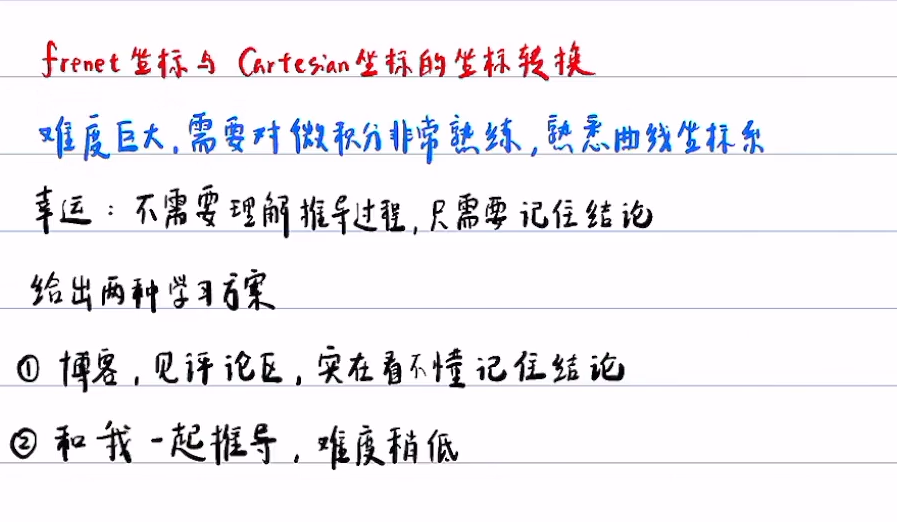 frenet坐标与Cartesian坐标的坐标转换
难度巨大,需要对微积分非常熟练,熟悉曲线坐标系
幸运:不需要理解推导过程,只需要记住结论
给出两种学习方案
① 博客,见评论区,实在看不懂记住结论
② 和我一起推导,难度稍低